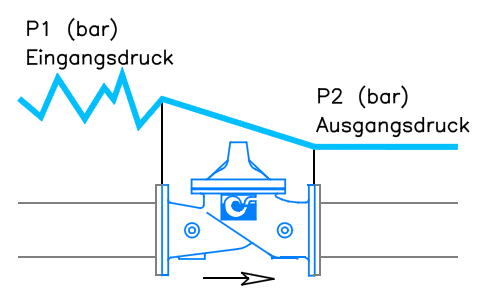 P1 (bar)
Eingangsdruck
P2 (bar)
Ausgangsdruck